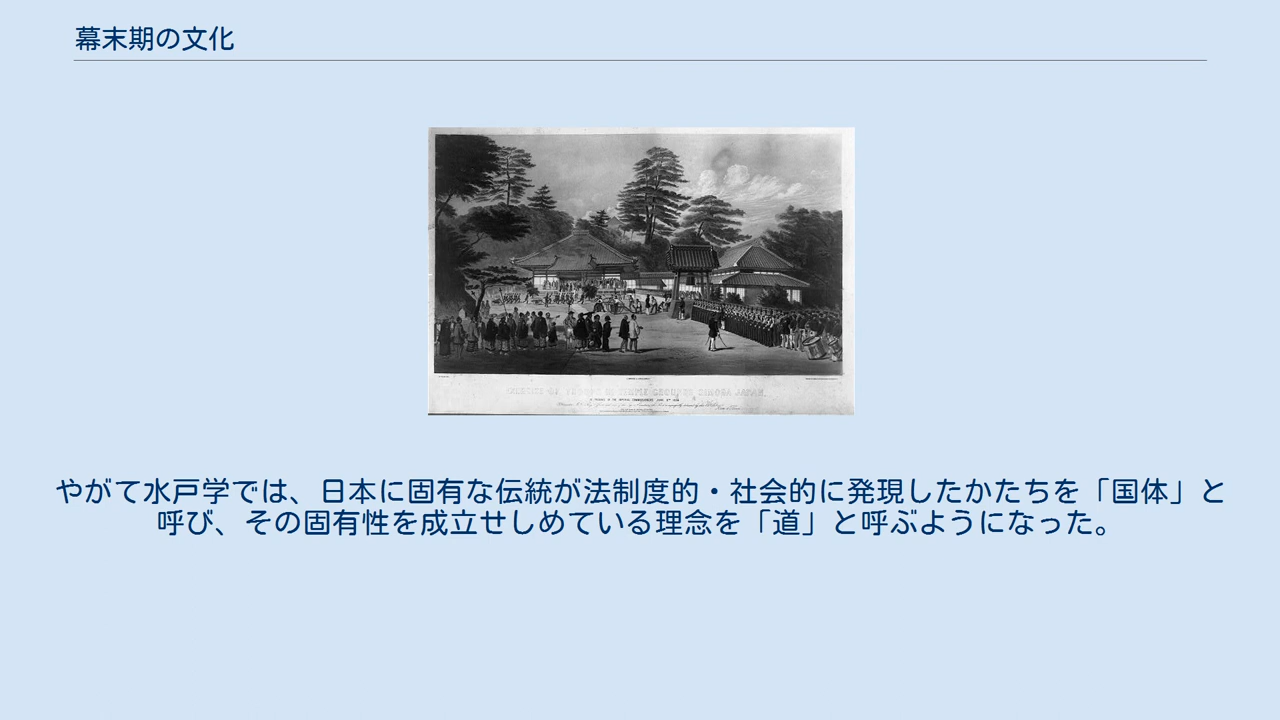 幕末期の文化
やがて水戸学では、日本に固有な伝統が法制度的・社会的に発現したかたちを「国体」と
呼び、その固有性を成立せしめている理念を「道」と呼ぶようになった。